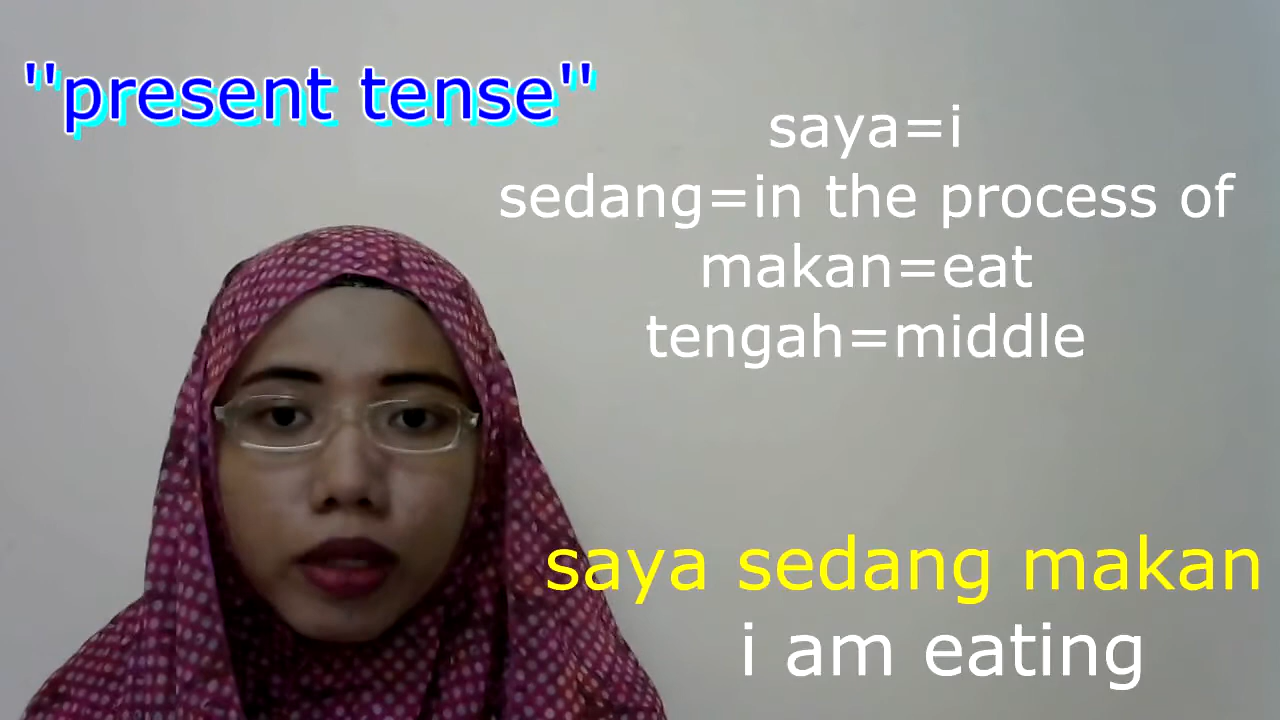 "present tense"
saya=i
sedang=in the process of
makan=eat
tengah=middle
saya sedang makan
i am eating